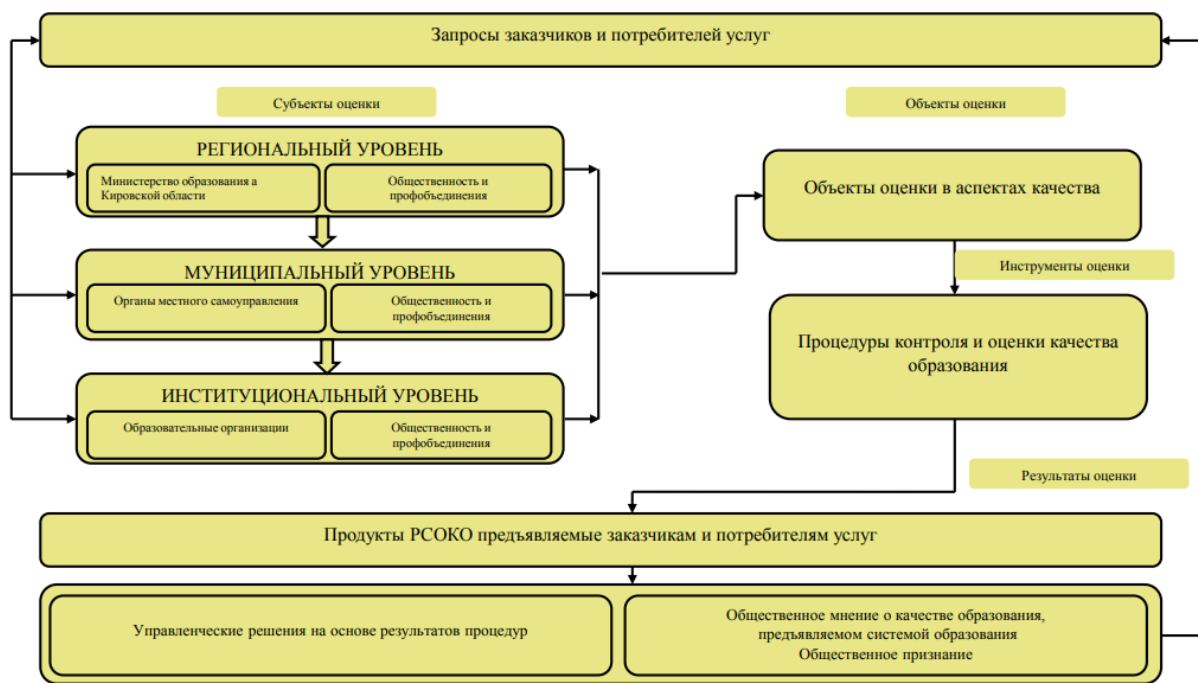 Запросы заказчиков и потребителей услуг
Субъекты оценки
Объекты оценки
РЕГИОНАЛЬНЫЙ УРОВЕНЬ
Министерство образования а
Кировской области
Общественность и
профобъединения
МУНИЦИПАЛЬНЫЙ УРОВЕНЬ
Органы местного самоуправления
Общественность и
профобъединения
ИНСТИТУЦИОНАЛЬНЫЙ УРОВЕНЬ
Образовательные организации
Общественность и
профобъединения
Объекты оценки в аспектах качества
Инструменты оценки
Процедуры контроля и оценки качества
образования
Результаты оценки
Продукты РСОКО предъявляемые заказчикам и потребителям услуг
Управленческие решения на основе результатов процедур
Общественное мнение о качестве образования,
предъявляемом системой образования
Общественное признание